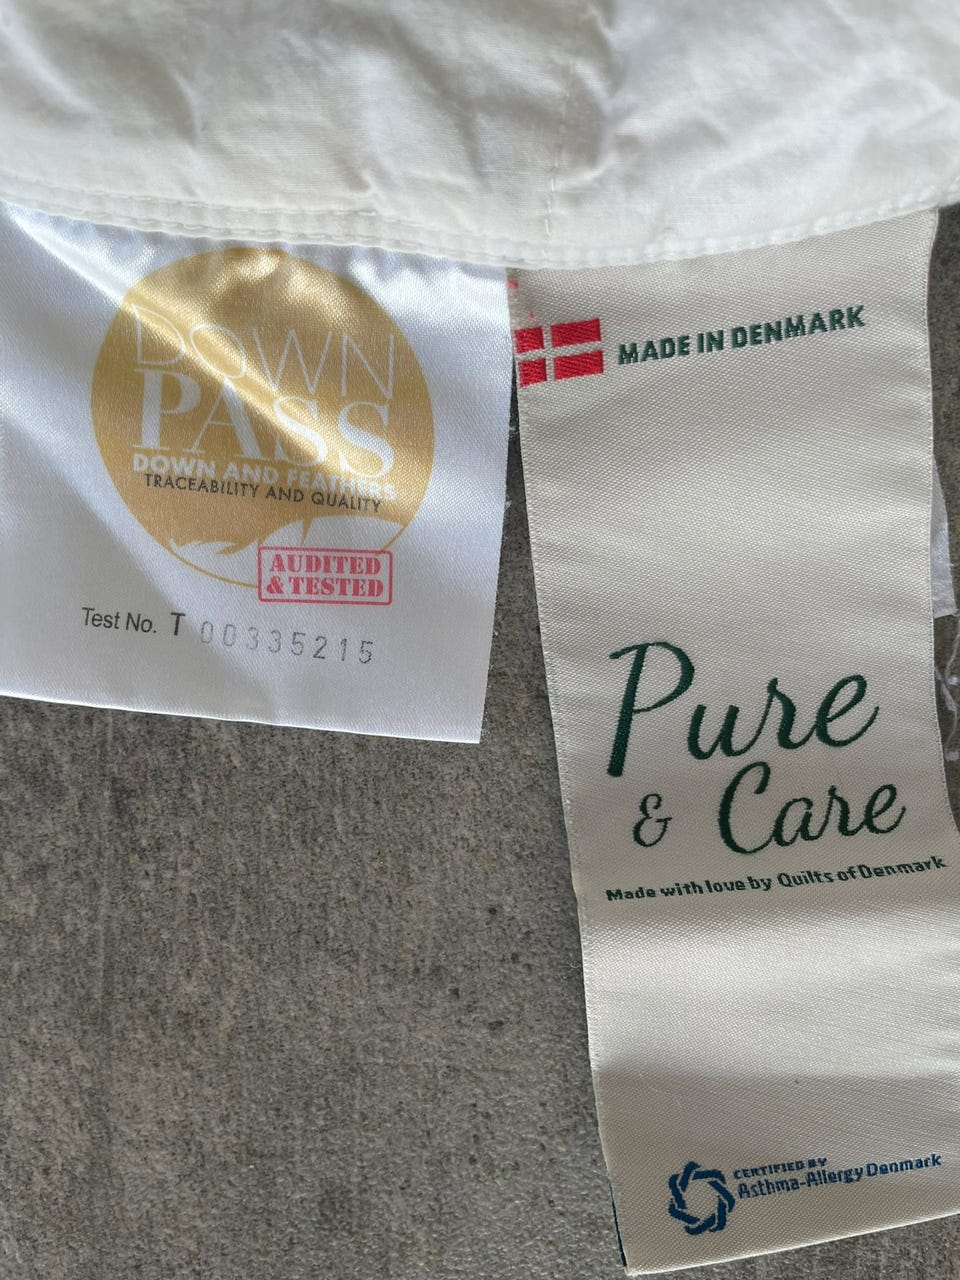 DOWN
PASS
DOWN AND FEATHERS
TRACEABILITY AND QUALITY
AUDITED
& TESTED
Test No. T 00335215
MADE IN DENMARK
Pure
& Care
Made with love by Quilts of Denmark
CERTIFIED BY
Asthma-Allergy Denmark